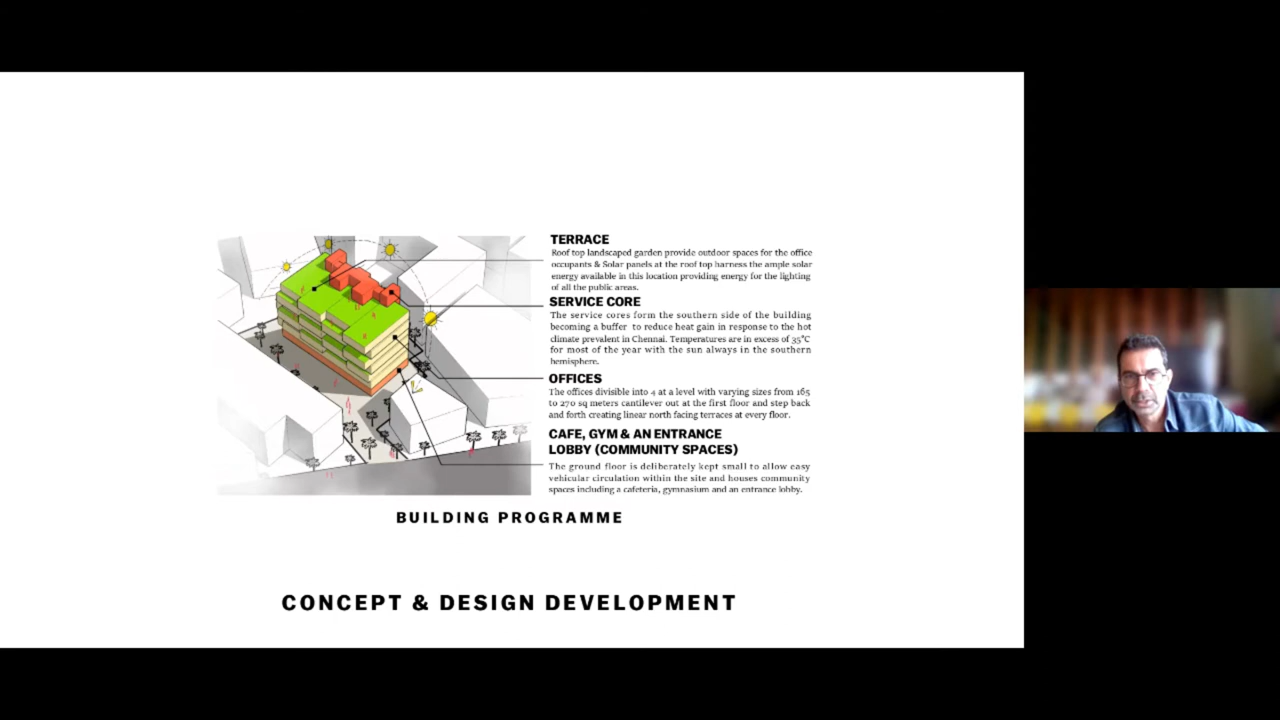 TERRACE
Roof top landscaped garden provide outdoor spaces for the office
occupants & Solar panels at the roof top harness the ample solar
energy available in this location providing energy for the lighting
of all the public areas.
SERVICE CORE
The service cores form the southern side of the building
becoming a buffer to reduce heat gain in response to the hot
climate prevalent in Chennai. Temperatures are in excess of 35°C
for most of the year with the sun always in the southern
hemisphere.
OFFICES
The offices divisible into 4 at a level with varying sizes from 165
to 270 sq meters cantilever out at the first floor and step back
and forth creating linear north facing terraces at every floor.
CAFE, GYM & AN ENTRANCE
LOBBY (COMMUNITY SPACES)
The ground floor is deliberately kept small to allow easy
vehicular circulation within the site and houses community
spaces including a cafeteria, gymnasium and an entrance lobby.
BUILDING PROGRAMME
CONCEPT & DESIGN DEVELOPMENT